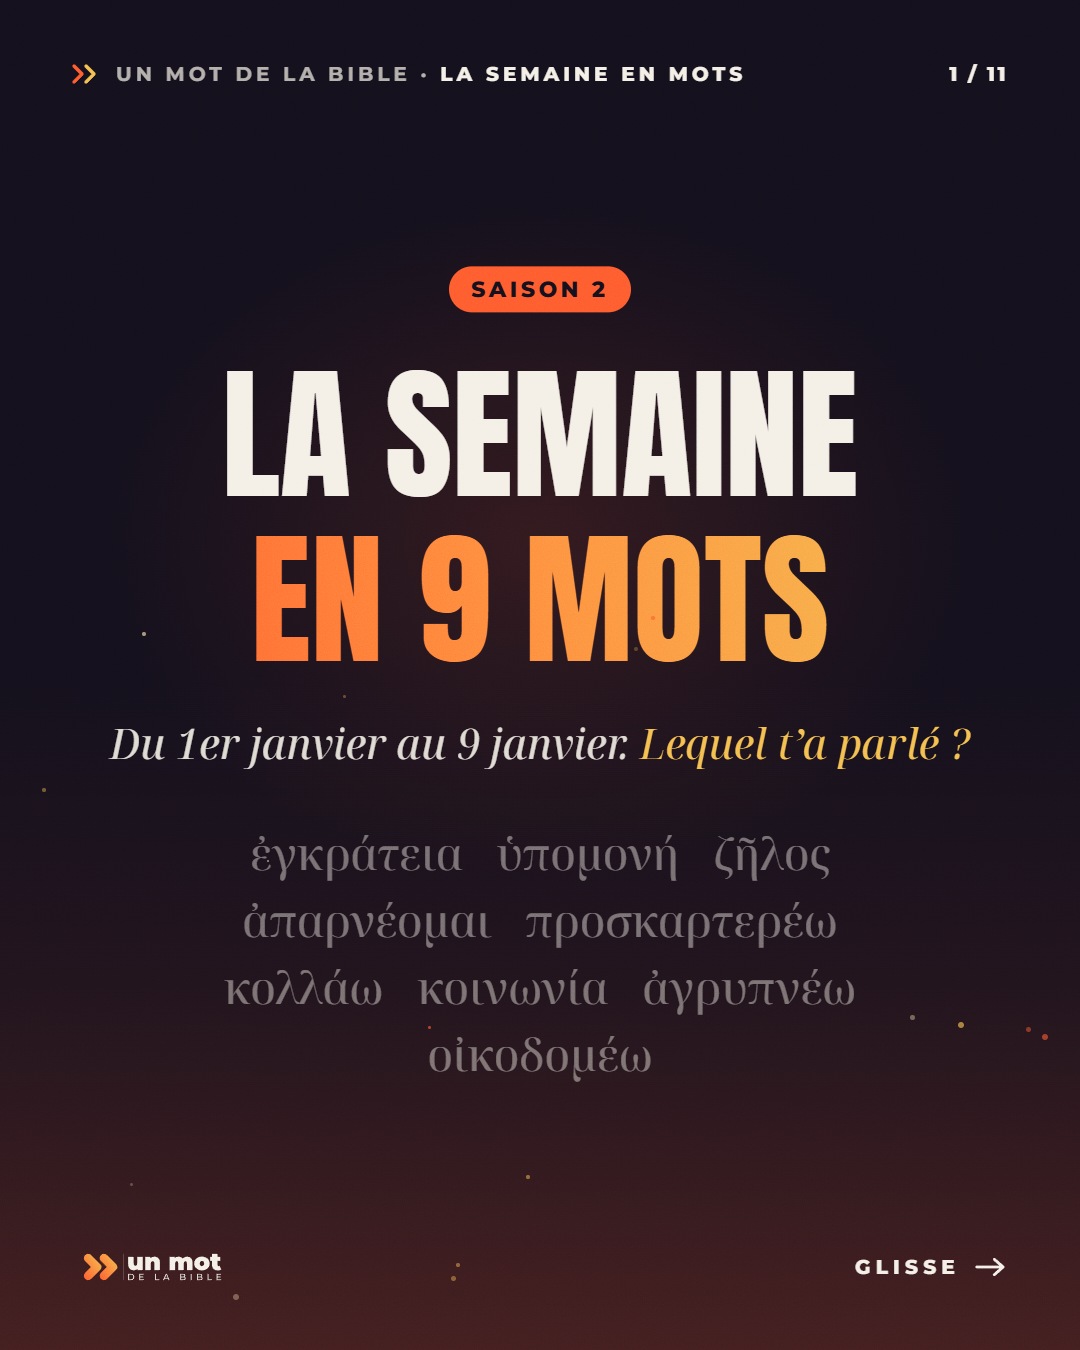 UN MOT DE LA BIBLE · LA SEMAINE EN MOTS
1 / 11
SAISON 2
LA SEMAINE
EN 9 MOTS
Du 1er janvier au 9 janvier. Lequel t’a parlé ?
ἐγκράτεια ὑπομονή ζῆλος
ἀπαρνέομαι προσκαρτερέω
κολλάω κοινωνία ἀγρυπνέω
οἰκοδομέω
un mot
DE LA BIBLE
GLISSE →